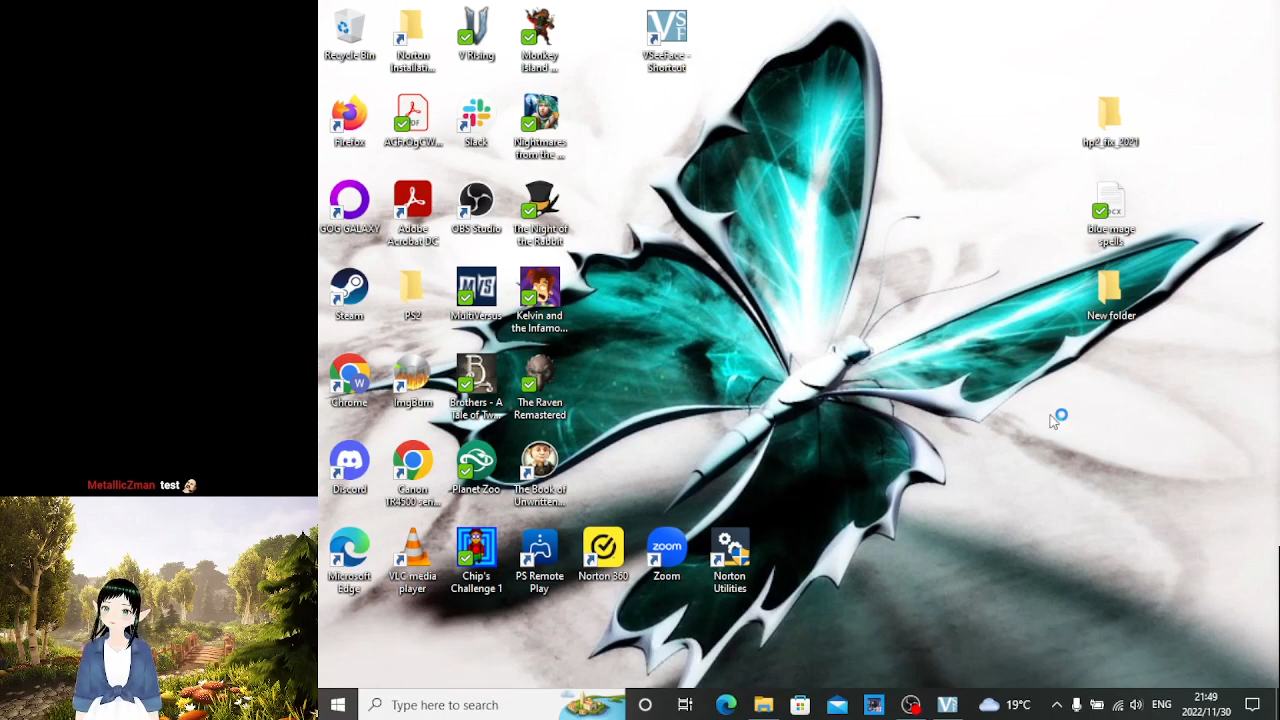 MetallicZman test
Recycle Bin
Norton
Installati...
V Rising
Monkey
Island ...
VSeeFace -
Shortcut
Firefox
ACFrOgCW...
Slack
Nightmares
from the ...
hp2_fix_2021
GOG GALAXY
Adobe
Acrobat DC
OBS Studio
The Night of
the Rabbit
blue mage
spells
Steam
PS2
MultiVersus
Kelvin and
the Infamo...
New folder
Chrome
ImgBurn
Brothers - A
Tale of Tw...
The Raven
Remastered
Discord
Canon
TR4500 seri...
Planet Zoo
The Book of
Unwritten...
Microsoft
Edge
VLC media
player
Chip's
Challenge 1
PS Remote
Play
Norton 360
zoom
Zoom
Norton
Utilities
Type here to search
19°C
ENG
21:49
2022/11/30